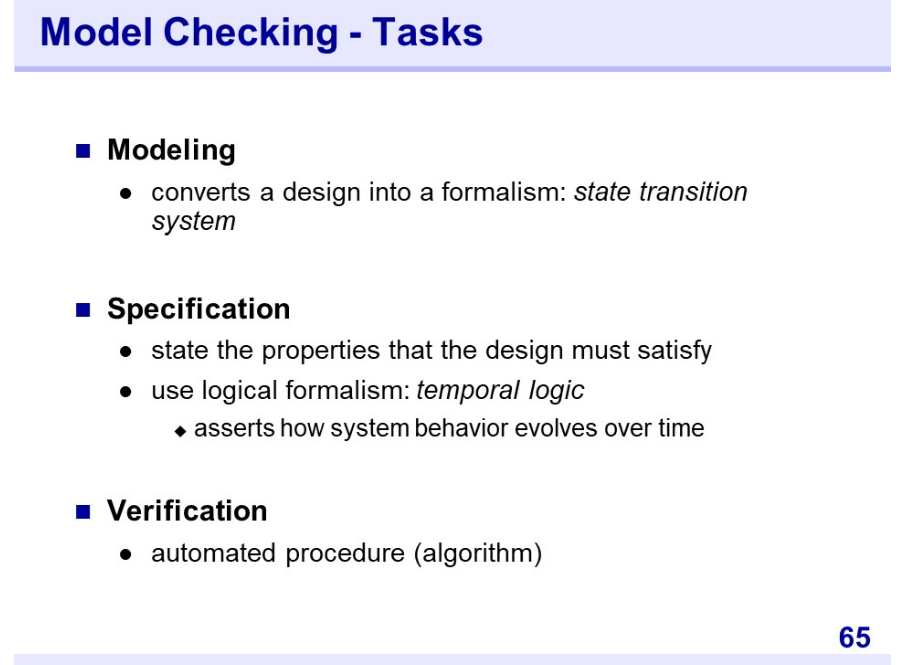 Model Checking - Tasks
■ Modeling
● converts a design into a formalism: state transition
system
■ Specification
● state the properties that the design must satisfy
● use logical formalism: temporal logic
◆ asserts how system behavior evolves over time
■ Verification
● automated procedure (algorithm)
65